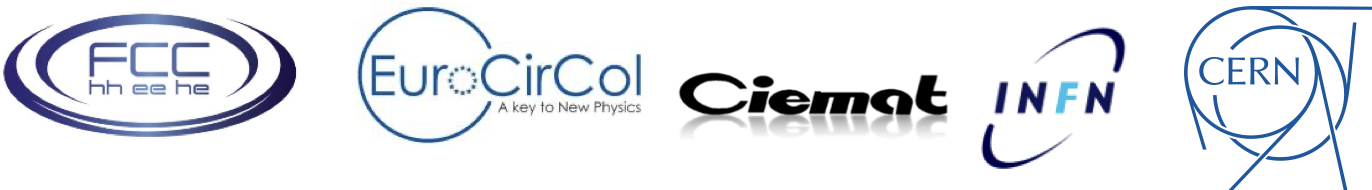 FCC
hh ee he
EuroCirCol
A key to New Physics
Ciemat
INFN
CERN